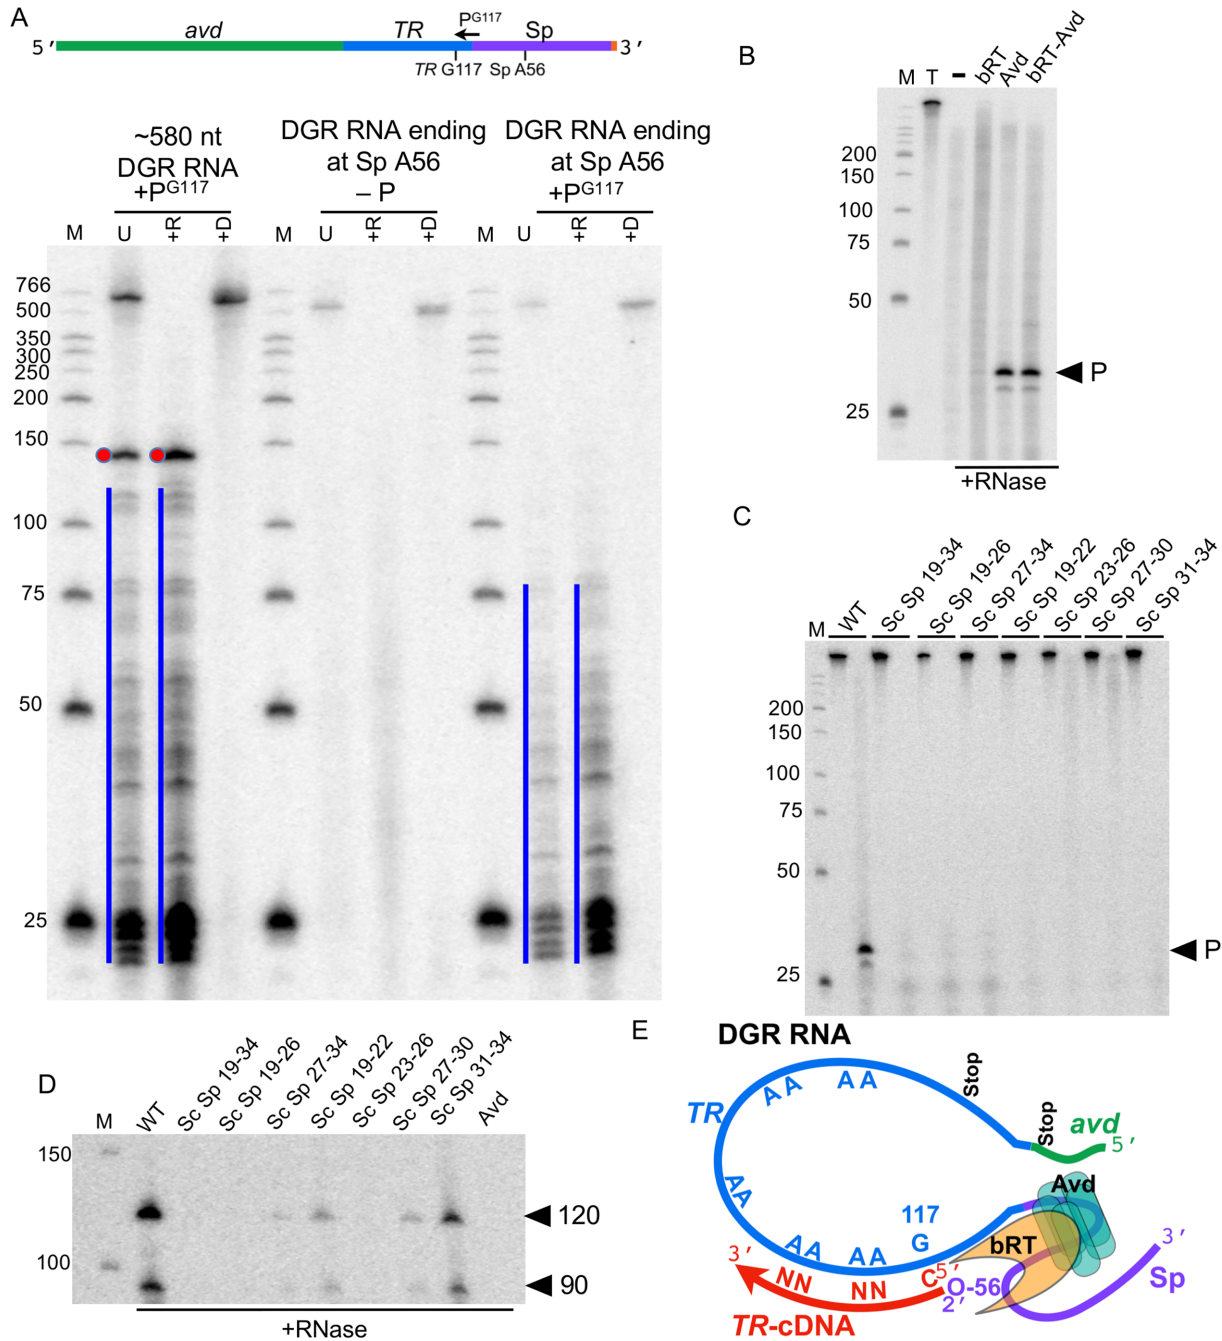 A
avd
TR
P^G117
Sp
5′
3′
TR G117
Sp A56
~580 nt
DGR RNA
+P^G117
DGR RNA ending
at Sp A56
– P
DGR RNA ending
at Sp A56
+P^G117
M
U
+R
+D
M
U
+R
+D
M
U
+R
+D
766
500
350
300
250
200
150
100
75
50
25
B
M
T
–
bRT
Avd
bRT-Avd
200
150
100
75
50
25
P
+RNase
C
M
WT
Sc Sp 19-34
Sc Sp 19-26
Sc Sp 27-34
Sc Sp 19-22
Sc Sp 23-26
Sc Sp 27-30
Sc Sp 31-34
200
150
100
75
50
25
P
D
M
WT
Sc Sp 19-34
Sc Sp 19-26
Sc Sp 27-34
Sc Sp 19-22
Sc Sp 23-26
Sc Sp 27-30
Sc Sp 31-34
Avd
150
100
120
90
+RNase
E
DGR RNA
Stop
AA
AA
TR
Stop
avd
5′
Avd
AA
117
G
bRT
3′
Sp
AA
AA
3′
NN
NN
C
5′
O-56
2′
TR-cDNA